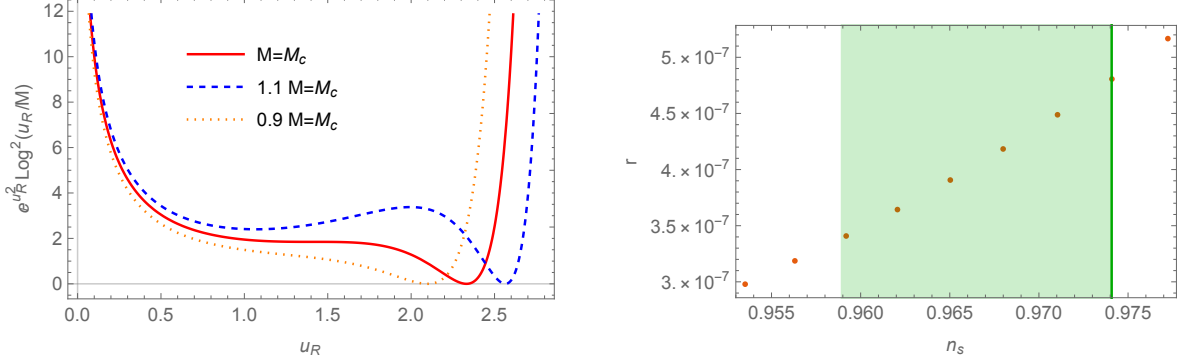 12
10
8
6
4
2
0
0.0 0.5 1.0 1.5 2.0 2.5
u_R
e^{u_R^2} Log^2(u_R/M)
M=M_c
1.1 M=M_c
0.9 M=M_c
5.×10^-7
4.5×10^-7
4.×10^-7
3.5×10^-7
3.×10^-7
r
0.955 0.960 0.965 0.970 0.975
n_s